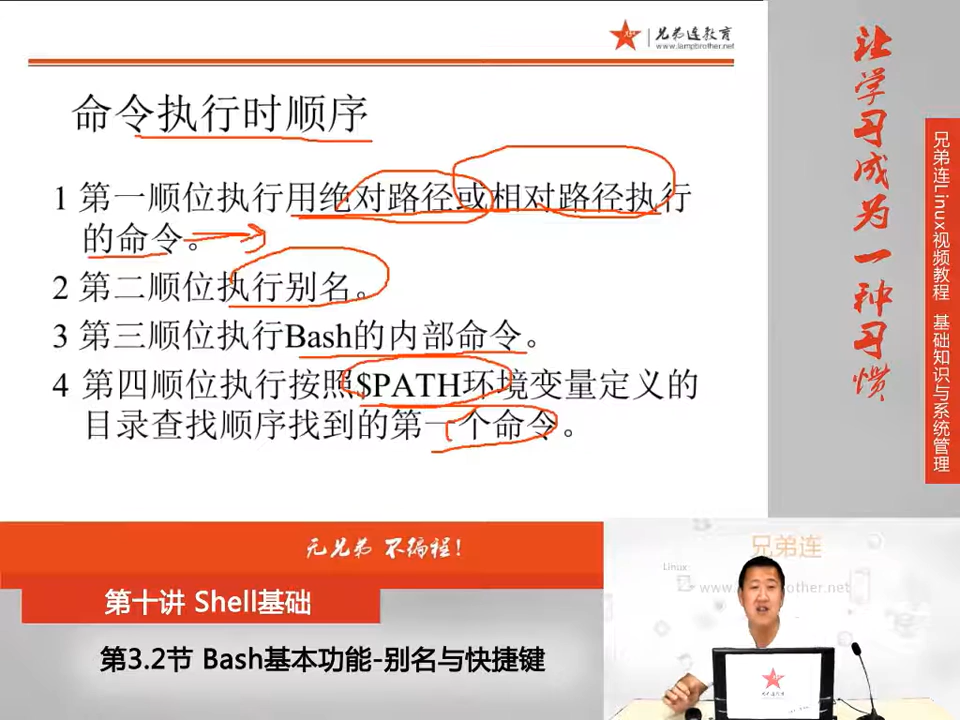 兄弟连教育
www.lampbrother.net
命令执行时顺序
1 第一顺位执行用绝对路径或相对路径执行
的命令。
2 第二顺位执行别名。
3 第三顺位执行Bash的内部命令。
4 第四顺位执行按照$PATH环境变量定义的
目录查找顺序找到的第一个命令。
让学习成为一种习惯
兄弟连Linux视频教程 基础知识与系统管理
无兄弟 不编程!
第十讲 Shell基础
第3.2节 Bash基本功能-别名与快捷键
兄弟连
Linux